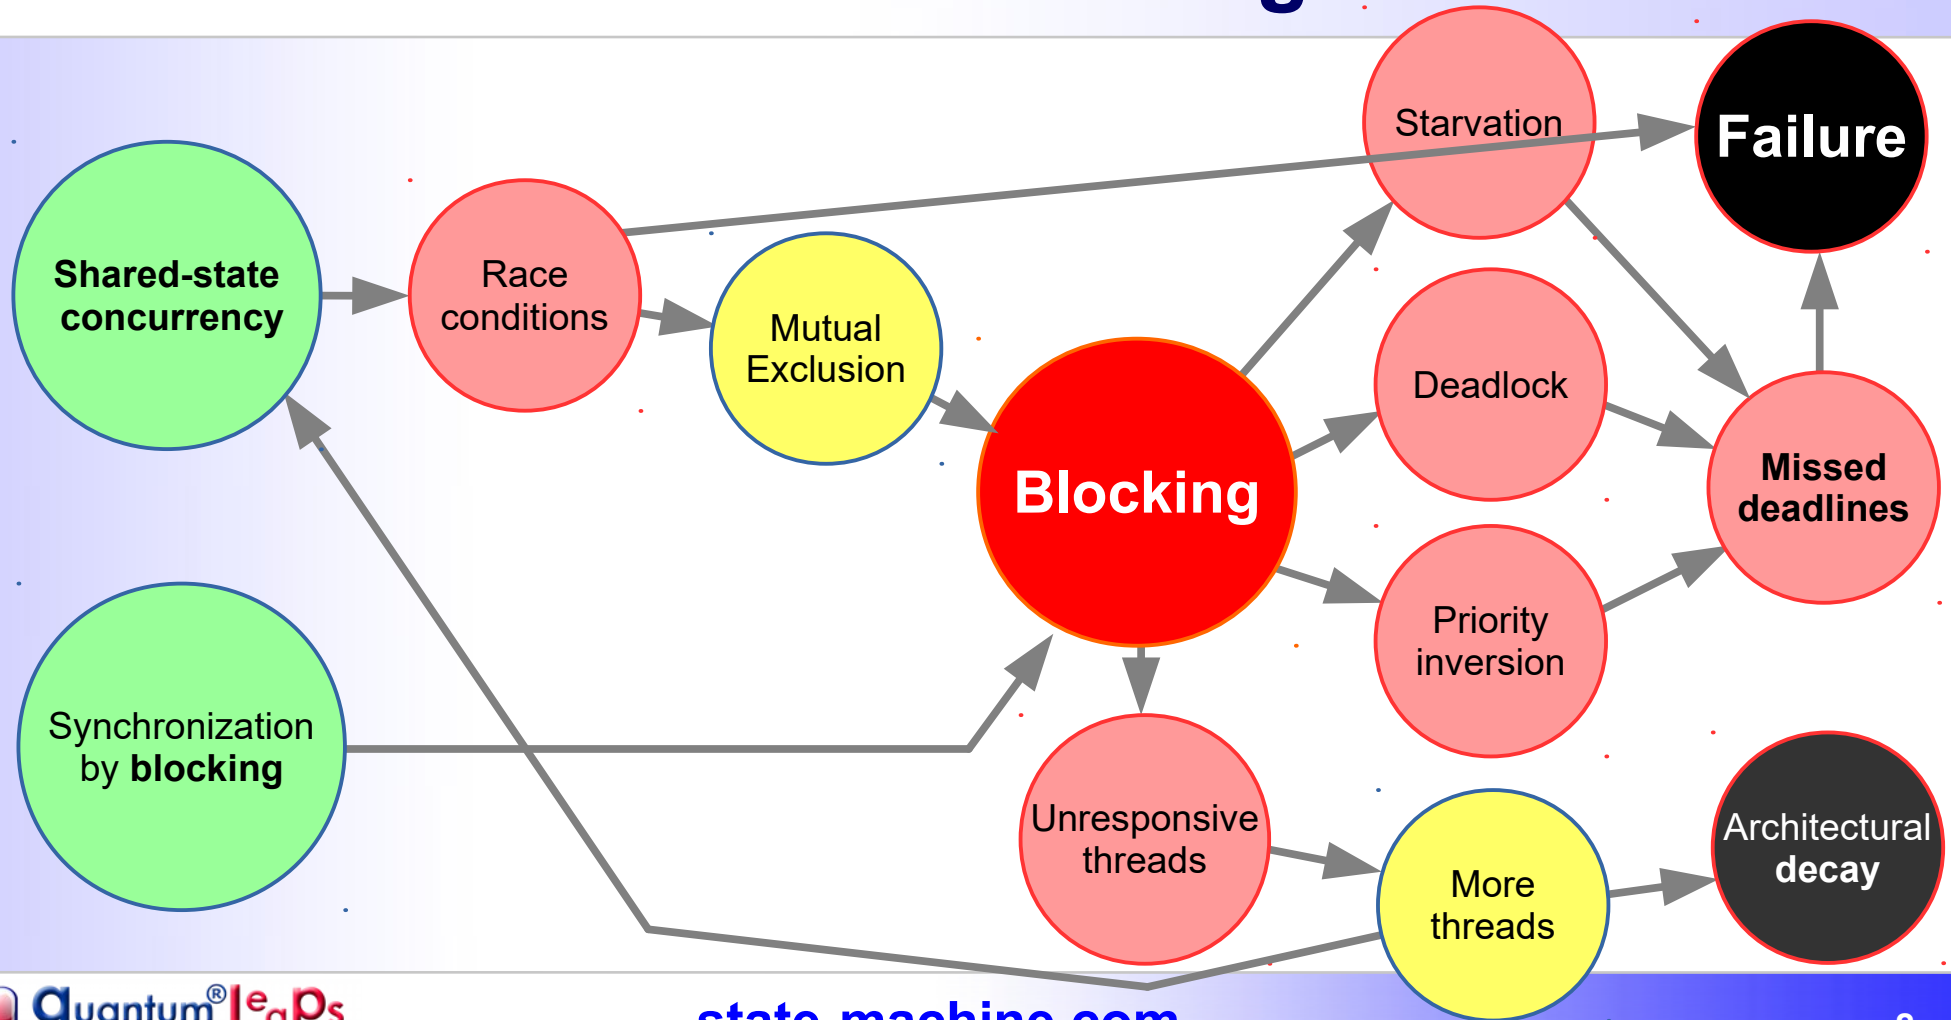 Starvation
Failure
Shared-state
concurrency
Race
conditions
Mutual
Exclusion
Deadlock
Blocking
Missed
deadlines
Priority
inversion
Synchronization
by blocking
Unresponsive
threads
More
threads
Architectural
decay
Quantum® Leaps
state-machine.com